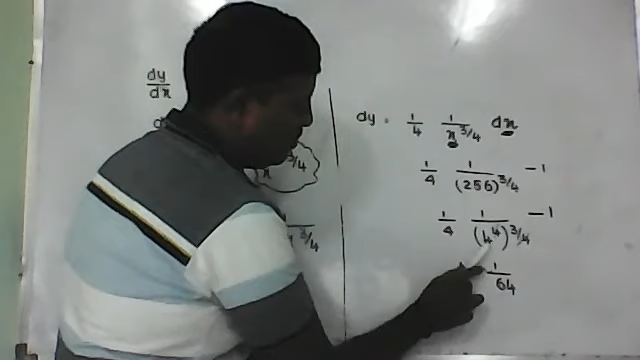 dy/dx
d
x^3/4
x^3/4
dy = 1/4 1/x^3/4 dx
1/4 1/(256)^3/4 -1
1/4 1/(4^4)^3/4 -1
1/64